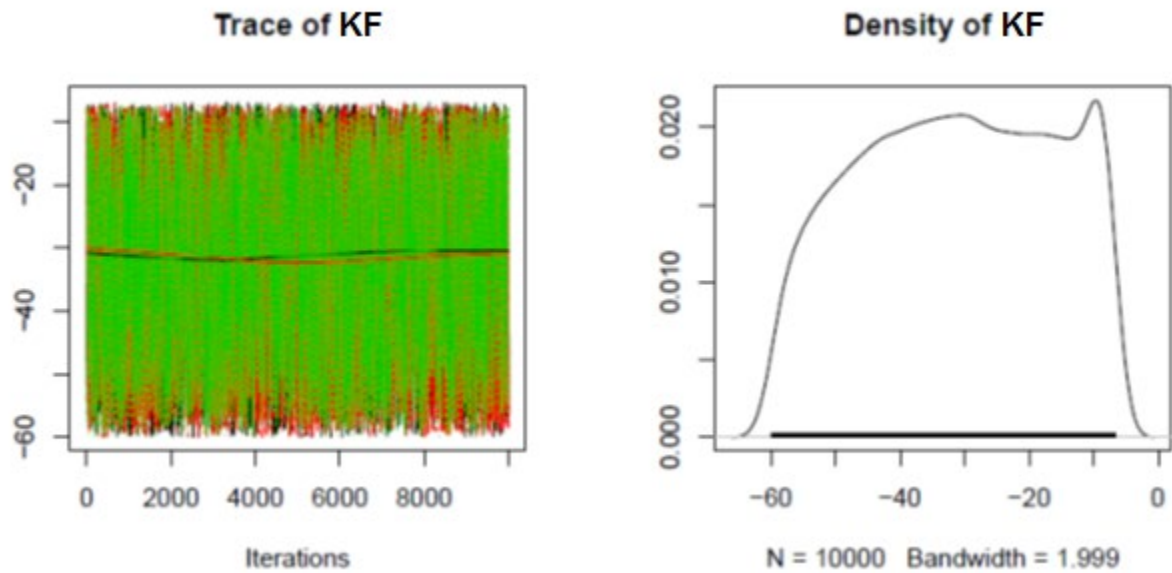 Trace of KF
−20
−40
−60
0 2000 4000 6000 8000
Iterations
Density of KF
0.020
0.010
0.000
−60 −40 −20 0
N = 10000 Bandwidth = 1.999